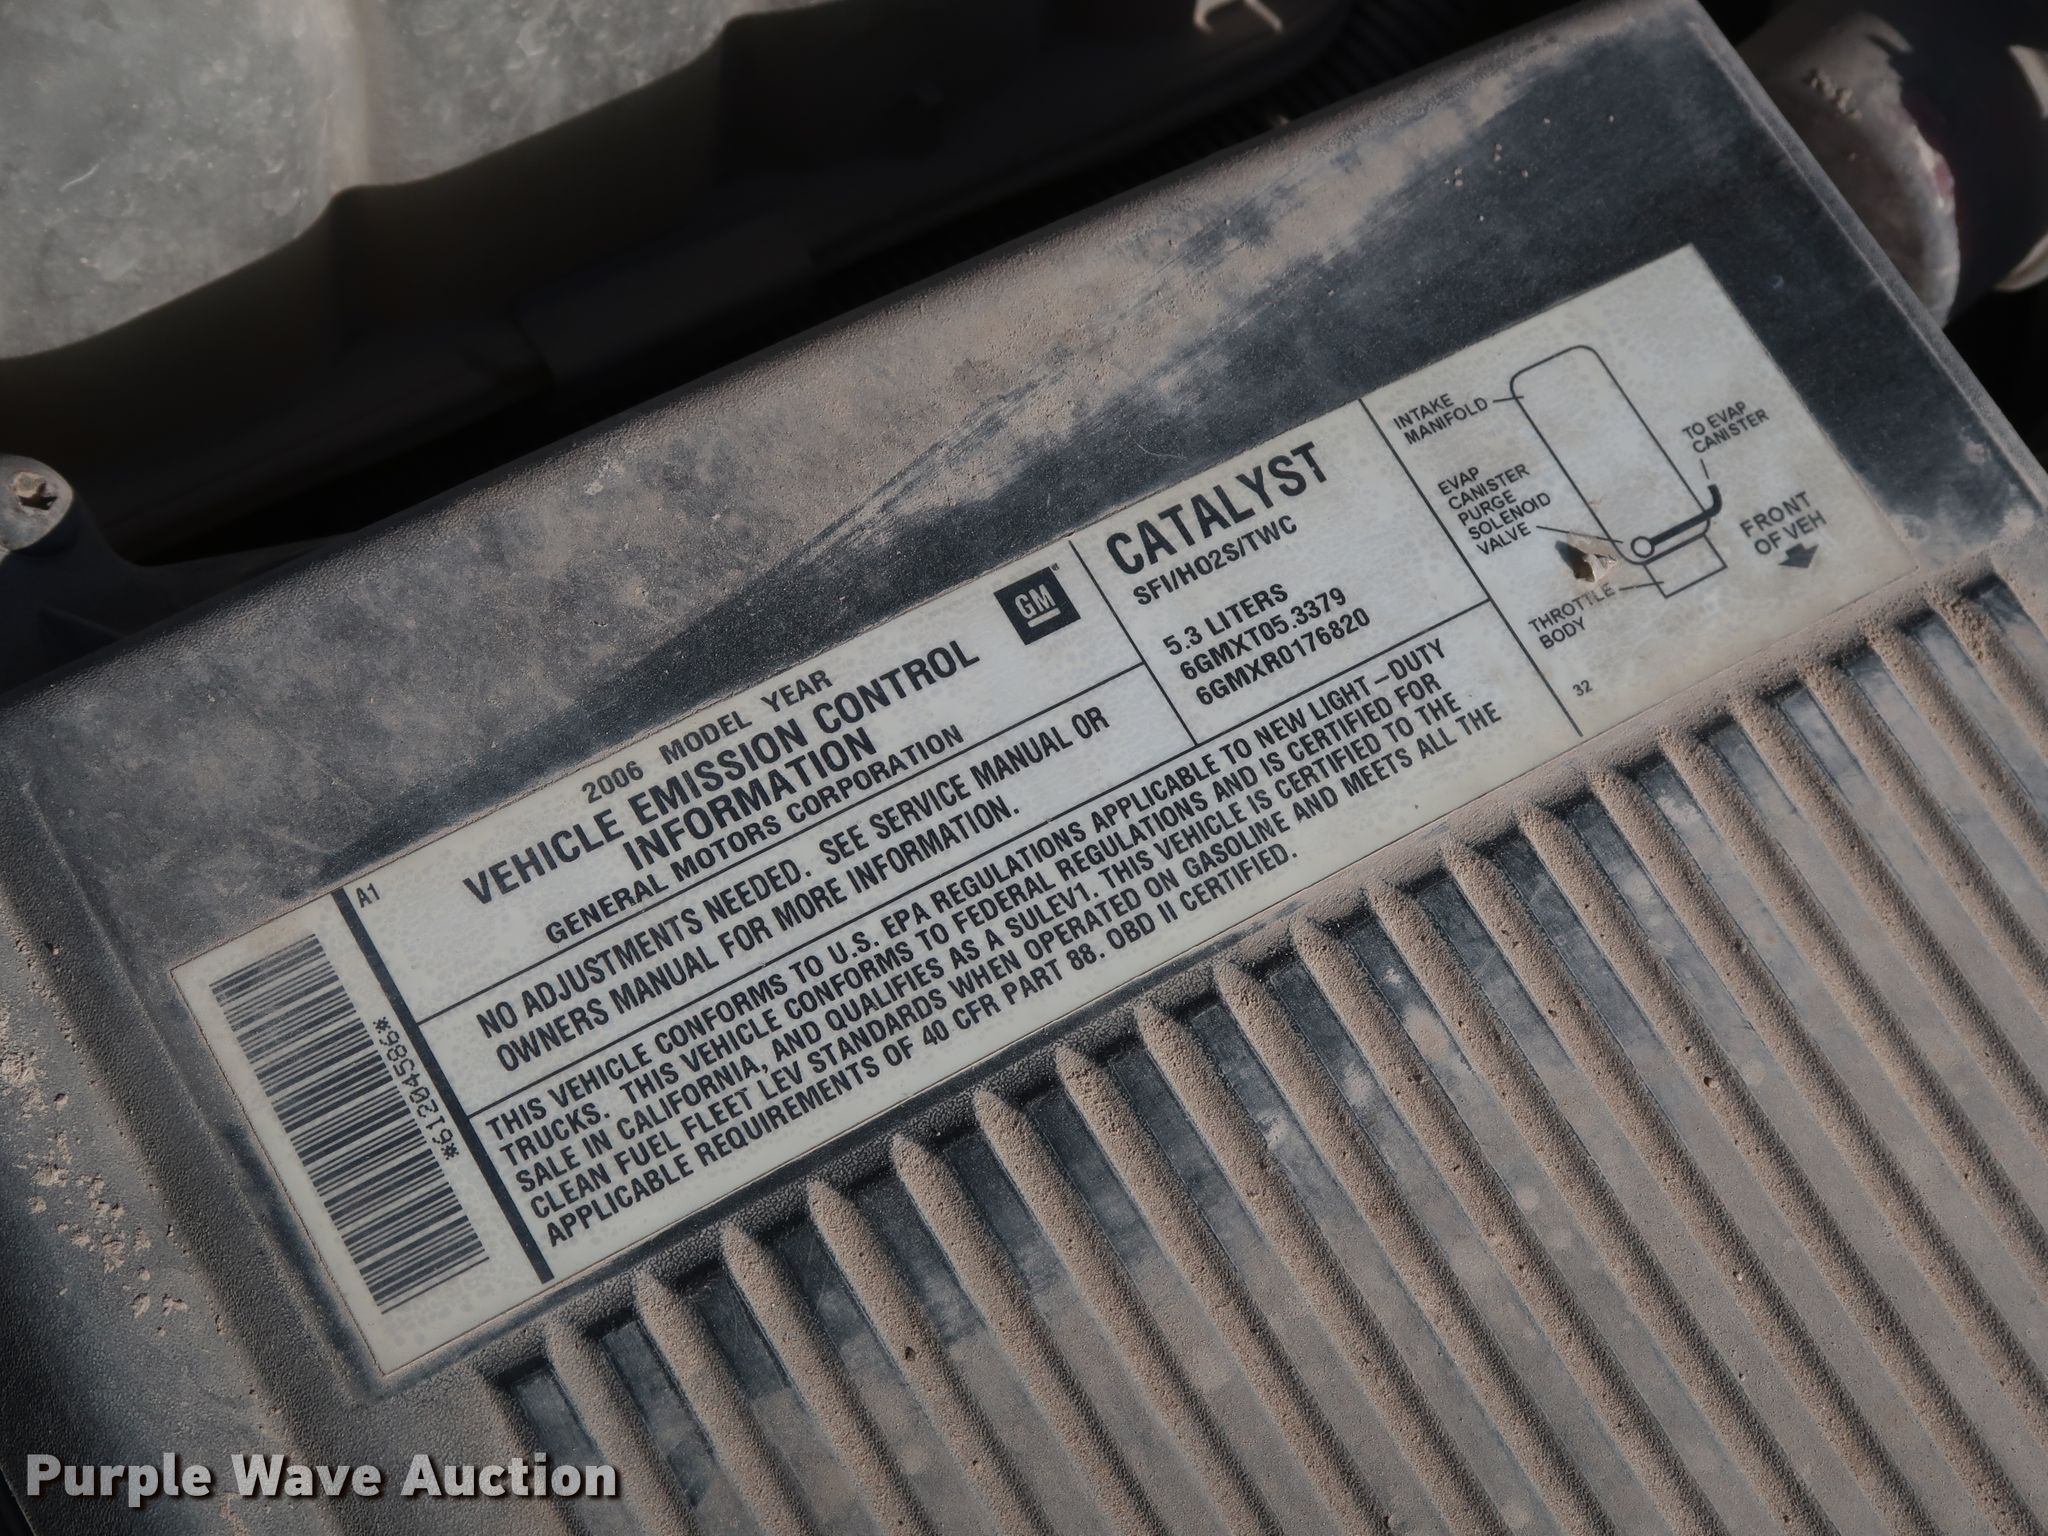 A1
2006 MODEL YEAR
VEHICLE EMISSION CONTROL
INFORMATION
GENERAL MOTORS CORPORATION
GM
NO ADJUSTMENTS NEEDED. SEE SERVICE MANUAL OR
OWNERS MANUAL FOR MORE INFORMATION.
CATALYST
SFI/HO2S/TWC
5.3 LITERS
6GMXT05.3379
6GMXR0176820
THIS VEHICLE CONFORMS TO U.S. EPA REGULATIONS APPLICABLE TO NEW LIGHT-DUTY
TRUCKS. THIS VEHICLE CONFORMS TO FEDERAL REGULATIONS AND IS CERTIFIED FOR
SALE IN CALIFORNIA, AND QUALIFIES AS A SULEV1. THIS VEHICLE IS CERTIFIED TO THE
CLEAN FUEL FLEET LEV STANDARDS WHEN OPERATED ON GASOLINE AND MEETS ALL THE
APPLICABLE REQUIREMENTS OF 40 CFR PART 88. OBD II CERTIFIED.
*61204586*
INTAKE
MANIFOLD
EVAP
CANISTER
PURGE
SOLENOID
VALVE
TO EVAP
CANISTER
FRONT
OF VEH
THROTTLE
BODY
32
Purple Wave Auction